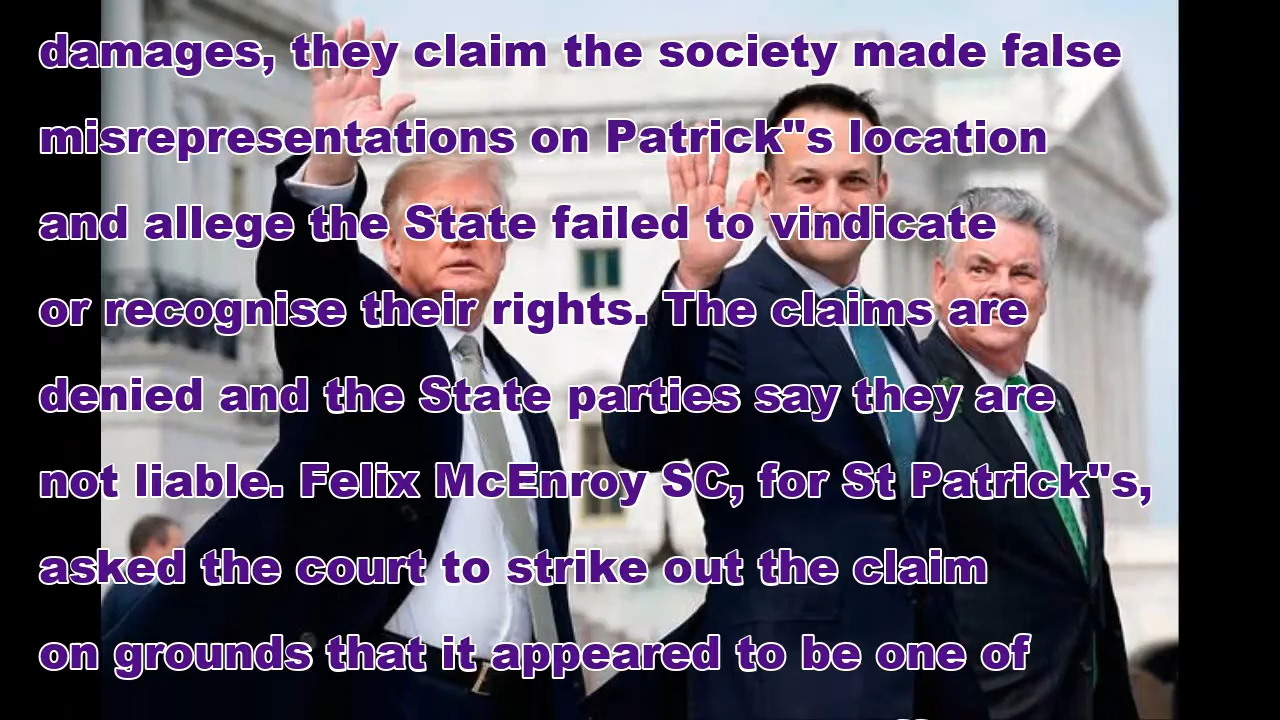 damages, they claim the society made false
misrepresentations on Patrick"s location
and allege the State failed to vindicate
or recognise their rights. The claims are
denied and the State parties say they are
not liable. Felix McEnroy SC, for St Patrick"s,
asked the court to strike out the claim
on grounds that it appeared to be one of